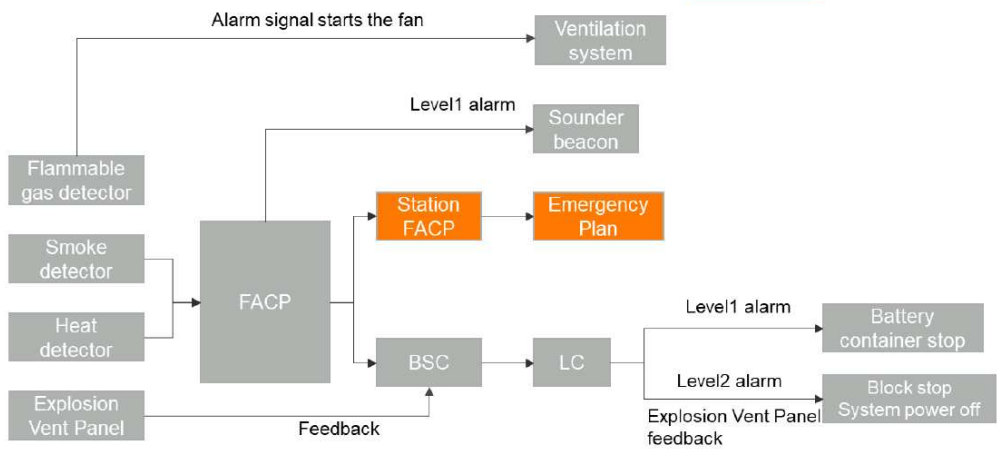 Alarm signal starts the fan
Ventilation
system
Level1 alarm
Sounder
beacon
Flammable
gas detector
Station
FACP
Emergency
Plan
Smoke
detector
FACP
Heat
detector
Level1 alarm
Battery
container stop
BSC
LC
Level2 alarm
Block stop
System power off
Explosion
Vent Panel
Feedback
Explosion Vent Panel
feedback